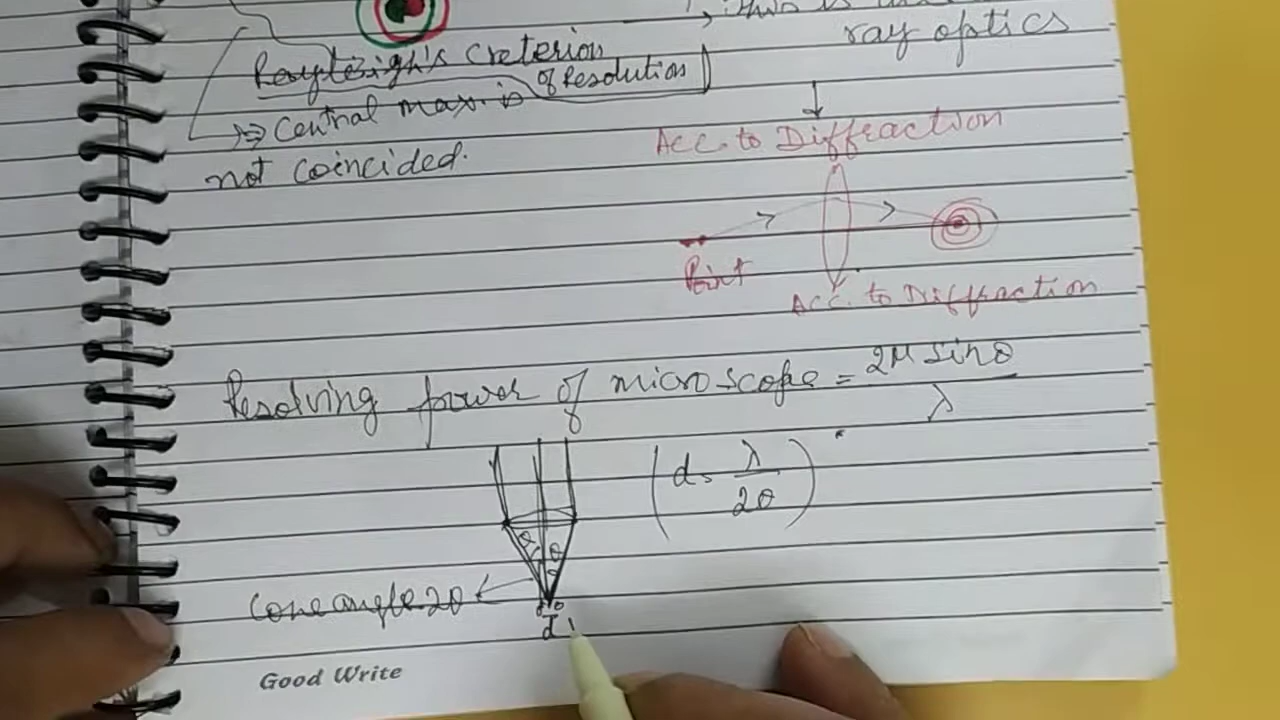 ray optics
Rayleigh's Creterion
of Resolution
=> Central max. is
not coincided.
Acc. to Diffraction
Point
Acc. to Diffraction
Resolving power of microscope = 2μ sinθ
λ
(d = λ
2θ)
θ θ
Cone angle 2θ
d
Good Write